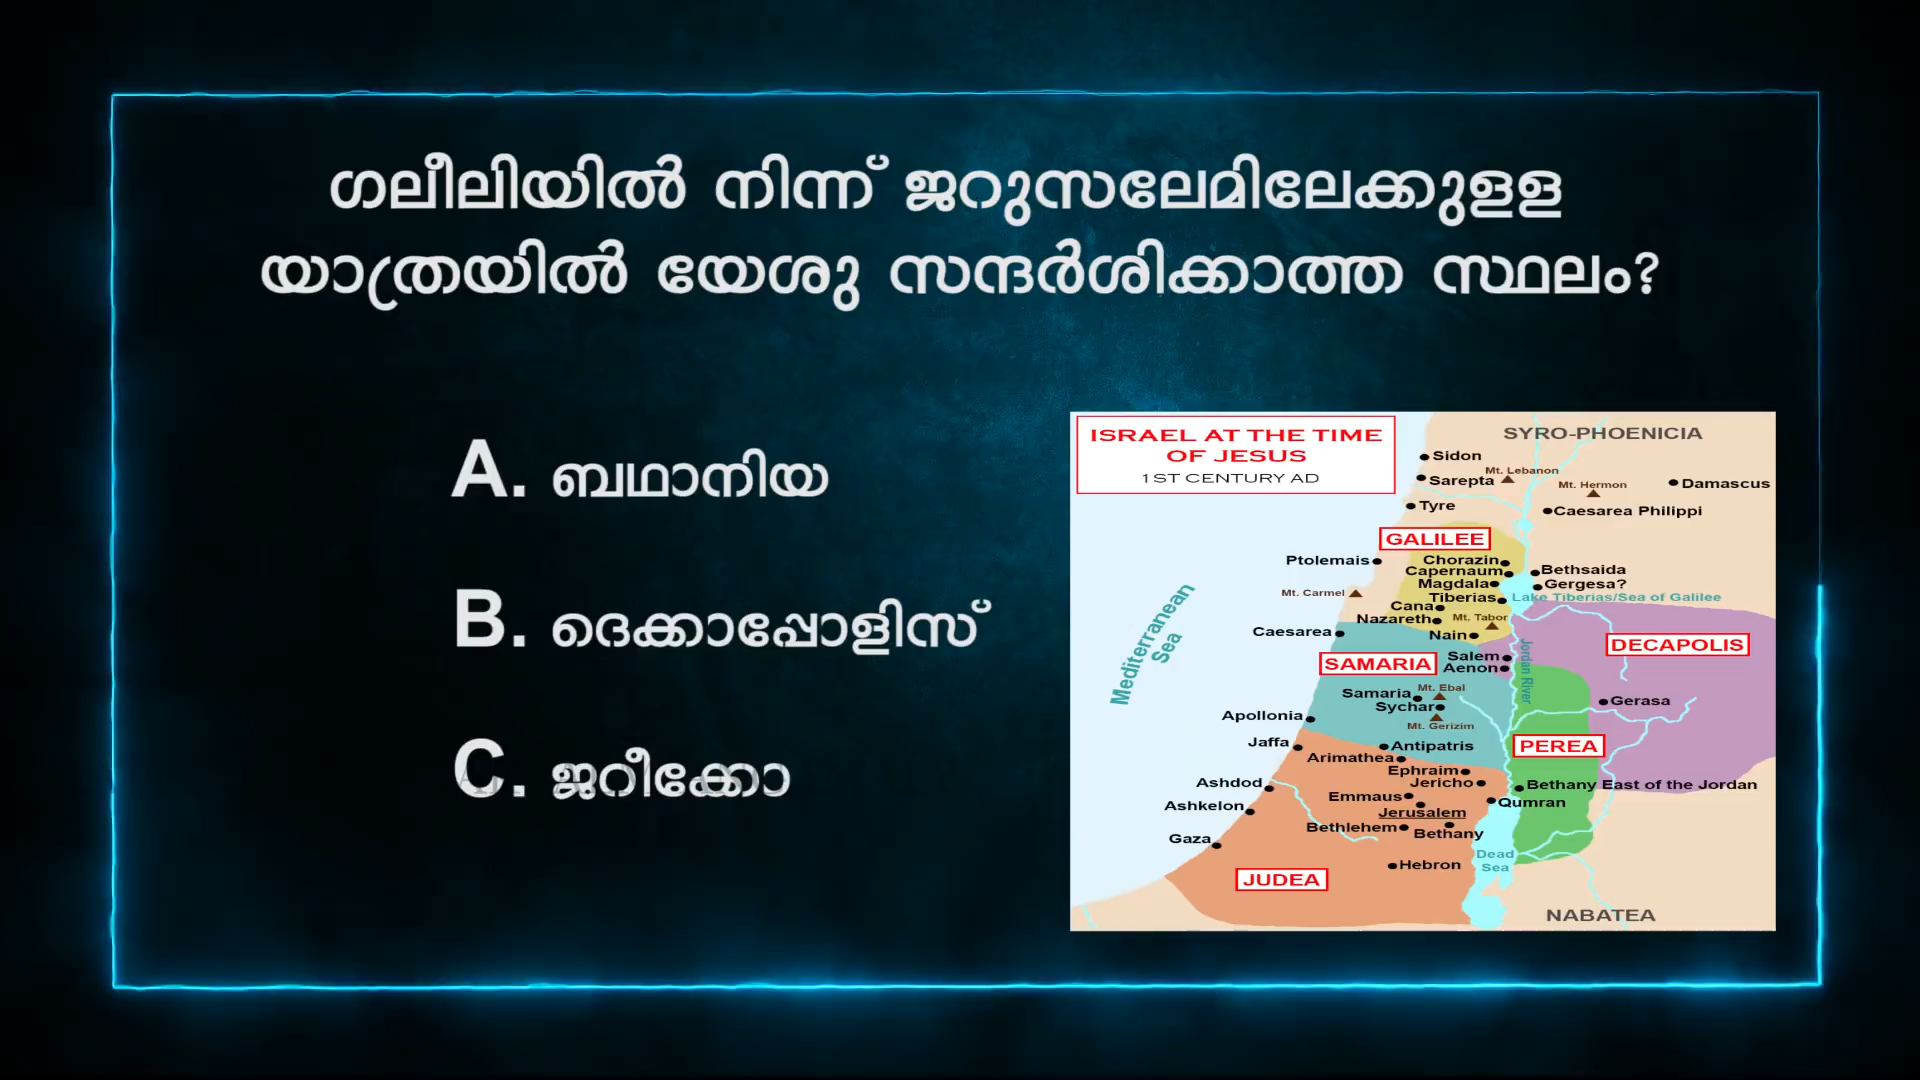 ഗലീലിയിൽ നിന്ന് ജറുസലേമിലേക്കുളള
യാത്രയിൽ യേശു സന്ദർശിക്കാത്ത സ്ഥലം?
A. ബഥാനിയ
B. ദെക്കാപ്പോളിസ്
C. ജറീക്കോ
ISRAEL AT THE TIME
OF JESUS
1ST CENTURY AD
SYRO-PHOENICIA
Sidon
Mt. Lebanon
Sarepta
Mt. Hermon
Damascus
Tyre
Caesarea Philippi
GALILEE
Ptolemais
Chorazin
Capernaum
Bethsaida
Magdala
Gergesa?
Mt. Carmel
Tiberias
Lake Tiberias/Sea of Galilee
Cana
Nazareth
Mt. Tabor
Caesarea
Nain
Mediterranean
Sea
Jordan River
DECAPOLIS
SAMARIA
Salem
Aenon
Samaria
Mt. Ebal
Sychar
Gerasa
Apollonia
Mt. Gerizim
Jaffa
Antipatris
PEREA
Arimathea
Ephraim
Ashdod
Jericho
Bethany East of the Jordan
Emmaus
Qumran
Ashkelon
Jerusalem
Bethlehem
Bethany
Gaza
Dead
Sea
Hebron
JUDEA
NABATEA